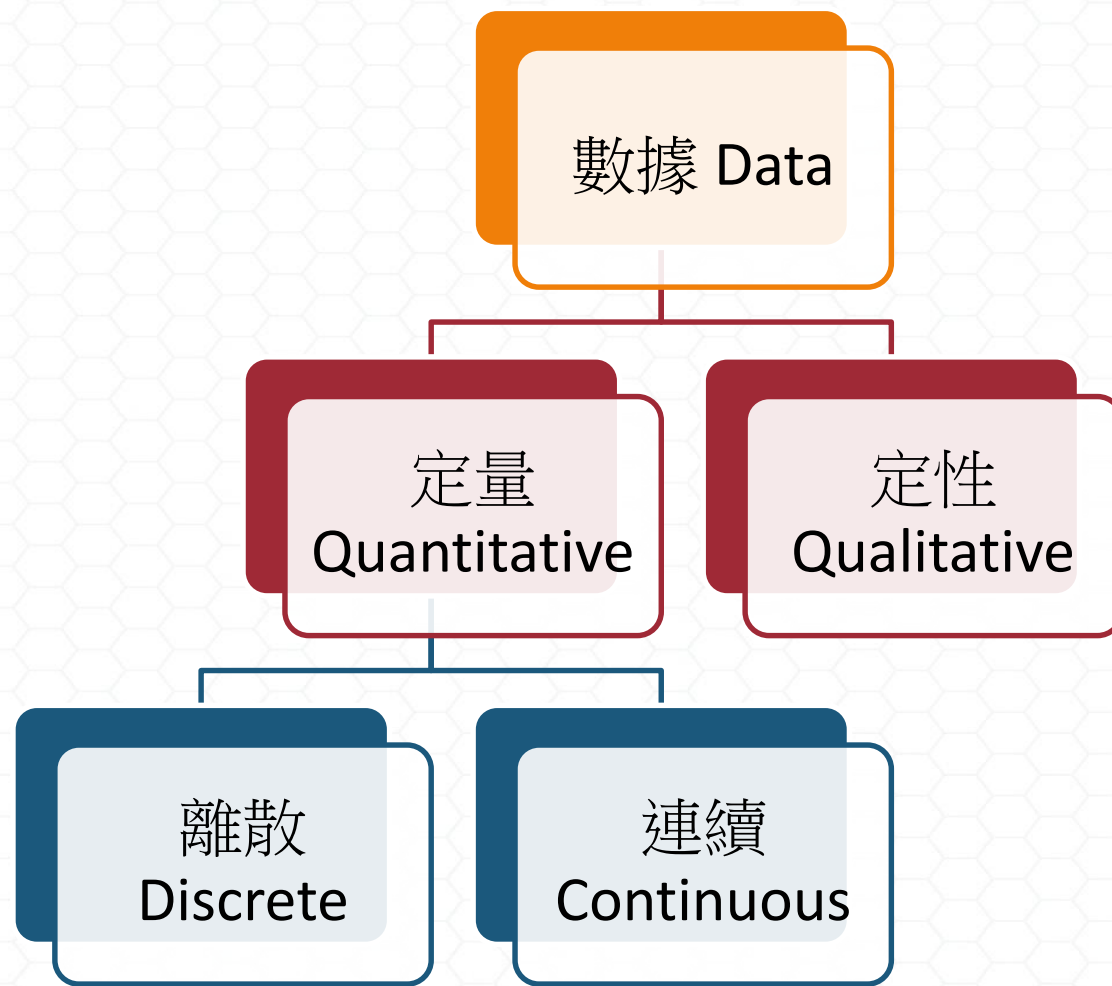 數據 Data
定量
Quantitative
定性
Qualitative
離散
Discrete
連續
Continuous